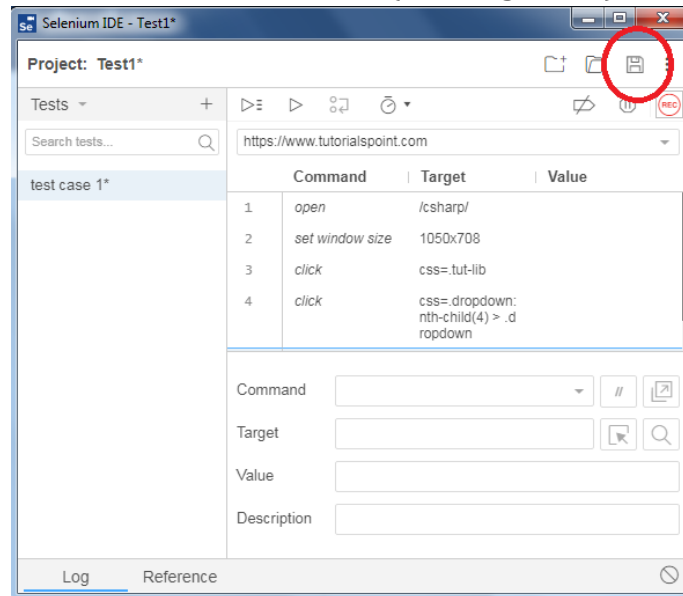 Se Selenium IDE - Test1*
Project: Test1*
Tests
Search tests...
test case 1*
REC
https://www.tutorialspoint.com
Command Target Value
1 open /csharp/
2 set window size 1050x708
3 click css=.tut-lib
4 click css=.dropdown:
nth-child(4) > .d
ropdown
Command //
Target
Value
Description
Log Reference